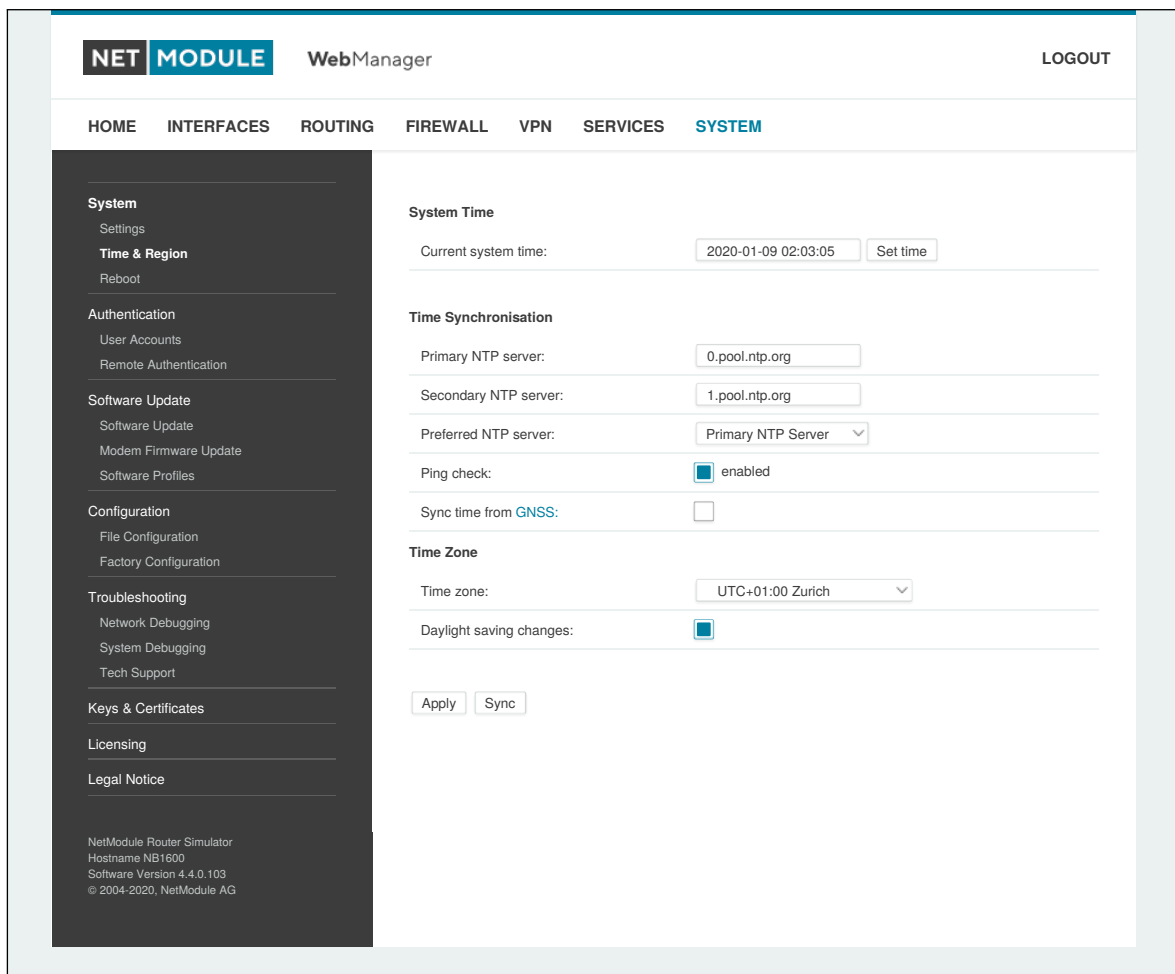 NET MODULE WebManager LOGOUT
HOME INTERFACES ROUTING FIREWALL VPN SERVICES SYSTEM
System
Settings
Time & Region
Reboot
Authentication
User Accounts
Remote Authentication
Software Update
Software Update
Modem Firmware Update
Software Profiles
Configuration
File Configuration
Factory Configuration
Troubleshooting
Network Debugging
System Debugging
Tech Support
Keys & Certificates
Licensing
Legal Notice
NetModule Router Simulator
Hostname NB1600
Software Version 4.4.0.103
© 2004-2020, NetModule AG
System Time
Current system time: 2020-01-09 02:03:05 Set time
Time Synchronisation
Primary NTP server: 0.pool.ntp.org
Secondary NTP server: 1.pool.ntp.org
Preferred NTP server: Primary NTP Server
Ping check: enabled
Sync time from GNSS:
Time Zone
Time zone: UTC+01:00 Zurich
Daylight saving changes:
Apply Sync